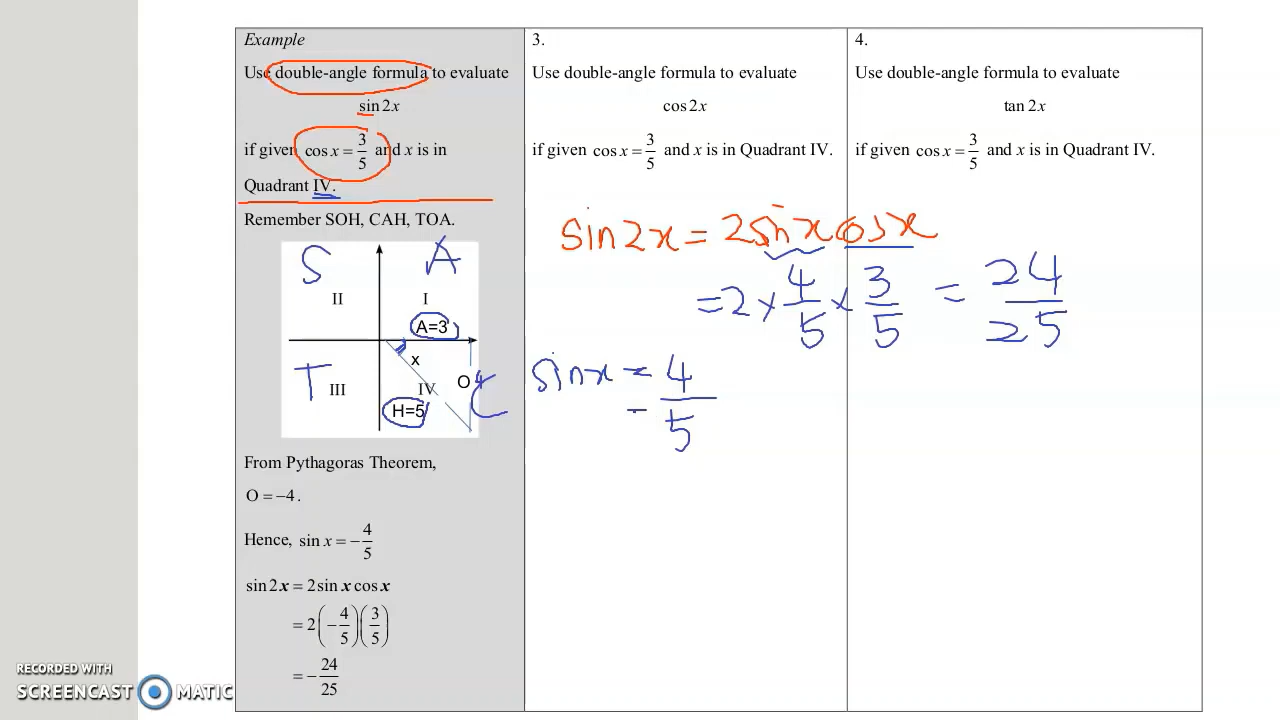 Example
Use double-angle formula to evaluate
sin 2x
if given cos x = 3/5 and x is in
Quadrant IV.
Remember SOH, CAH, TOA.
S A
II I
A=3
x
T III IV O 4 C
H=5
From Pythagoras Theorem,
O = −4.
Hence, sin x = −4/5
sin 2x = 2 sin x cos x
= 2(−4/5)(3/5)
= −24/25
3.
Use double-angle formula to evaluate
cos 2x
if given cos x = 3/5 and x is in Quadrant IV.
4.
Use double-angle formula to evaluate
tan 2x
if given cos x = 3/5 and x is in Quadrant IV.
sin 2x = 2 sin x cos x
= 2 × 4/5 × 3/5 = 24/25
sin x = 4/5
−
RECORDED WITH
SCREENCAST MATIC